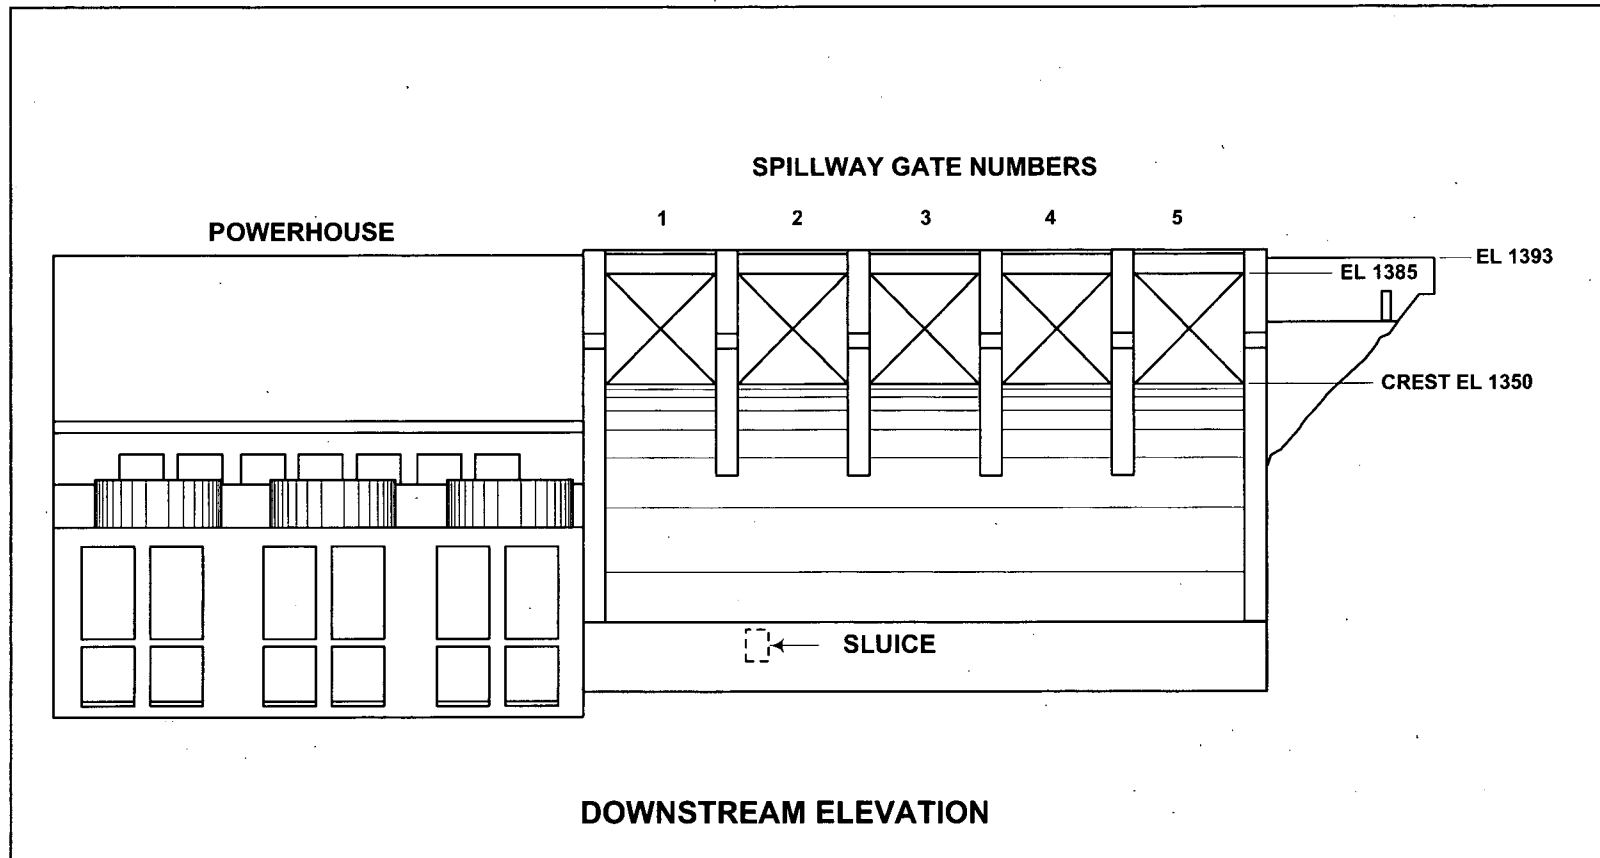 SPILLWAY GATE NUMBERS
1 2 3 4 5
POWERHOUSE
EL 1393
EL 1385
CREST EL 1350
SLUICE
DOWNSTREAM ELEVATION